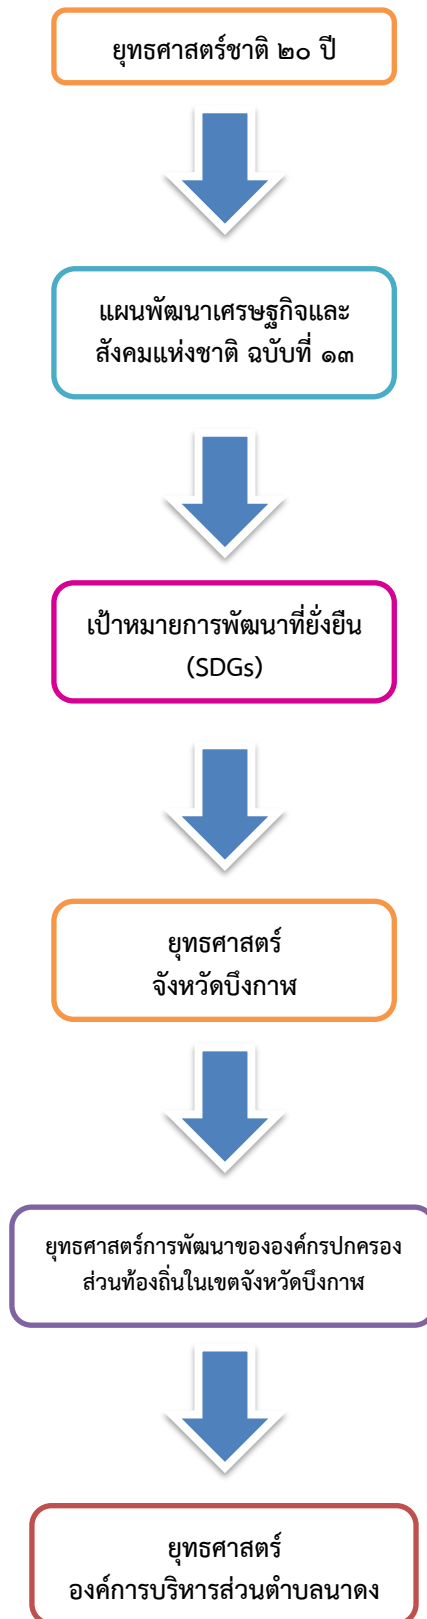 ยุทธศาสตร์ชาติ ๒๐ ปี
แผนพัฒนาเศรษฐกิจและ
สังคมแห่งชาติ ฉบับที่ ๑๓
เป้าหมายการพัฒนาที่ยั่งยืน
(SDGs)
ยุทธศาสตร์
จังหวัดบึงกาฬ
ยุทธศาสตร์การพัฒนาขององค์กรปกครอง
ส่วนท้องถิ่นในเขตจังหวัดบึงกาฬ
ยุทธศาสตร์
องค์การบริหารส่วนตำบลนาดง